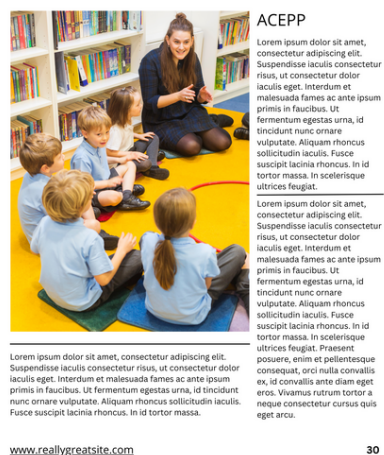 ACEPP
Lorem ipsum dolor sit amet,
consectetur adipiscing elit.
Suspendisse iaculis consectetur
risus, ut consectetur dolor
iaculis eget. Interdum et
malesuada fames ac ante ipsum
primis in faucibus. Ut
fermentum egestas urna, id
tincidunt nunc ornare
vulputate. Aliquam rhoncus
sollicitudin iaculis. Fusce
suscipit lacinia rhoncus. In id
tortor massa. In scelerisque
ultrices feugiat.
Lorem ipsum dolor sit amet,
consectetur adipiscing elit.
Suspendisse iaculis consectetur
risus, ut consectetur dolor
iaculis eget. Interdum et
malesuada fames ac ante ipsum
primis in faucibus. Ut
fermentum egestas urna, id
tincidunt nunc ornare
vulputate. Aliquam rhoncus
sollicitudin iaculis. Fusce
suscipit lacinia rhoncus. In id
tortor massa. In scelerisque
ultrices feugiat. Praesent
posuere, enim et pellentesque
consequat, orci nulla convallis
ex, id convallis ante diam eget
eros. Vivamus rutrum tortor a
neque consectetur cursus quis
eget arcu.
Lorem ipsum dolor sit amet, consectetur adipiscing elit.
Suspendisse iaculis consectetur risus, ut consectetur dolor
iaculis eget. Interdum et malesuada fames ac ante ipsum
primis in faucibus. Ut fermentum egestas urna, id tincidunt
nunc ornare vulputate. Aliquam rhoncus sollicitudin iaculis.
Fusce suscipit lacinia rhoncus. In id tortor massa.
www.reallygreatsite.com
30